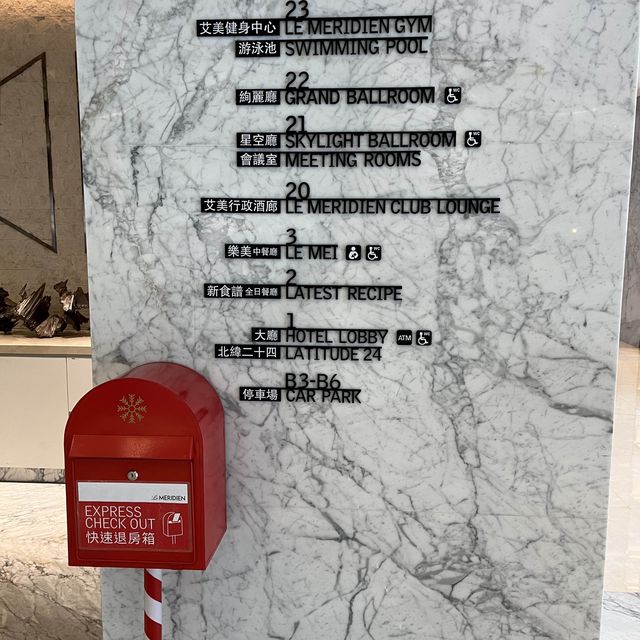 23
艾美健身中心 LE MERIDIEN GYM
游泳池 SWIMMING POOL
22
絢麗廳 GRAND BALLROOM WC
21
星空廳 SKYLIGHT BALLROOM WC
會議室 MEETING ROOMS
20
艾美行政酒廊 LE MERIDIEN CLUB LOUNGE
3
樂美中餐廳 LE MEI WC
2
新食譜全日餐廳 LATEST RECIPE
1
大廳 HOTEL LOBBY ATM WC
北緯二十四 LATITUDE 24
B3-B6
停車場 CAR PARK
Le MERIDIEN
EXPRESS
CHECK OUT
快速退房箱